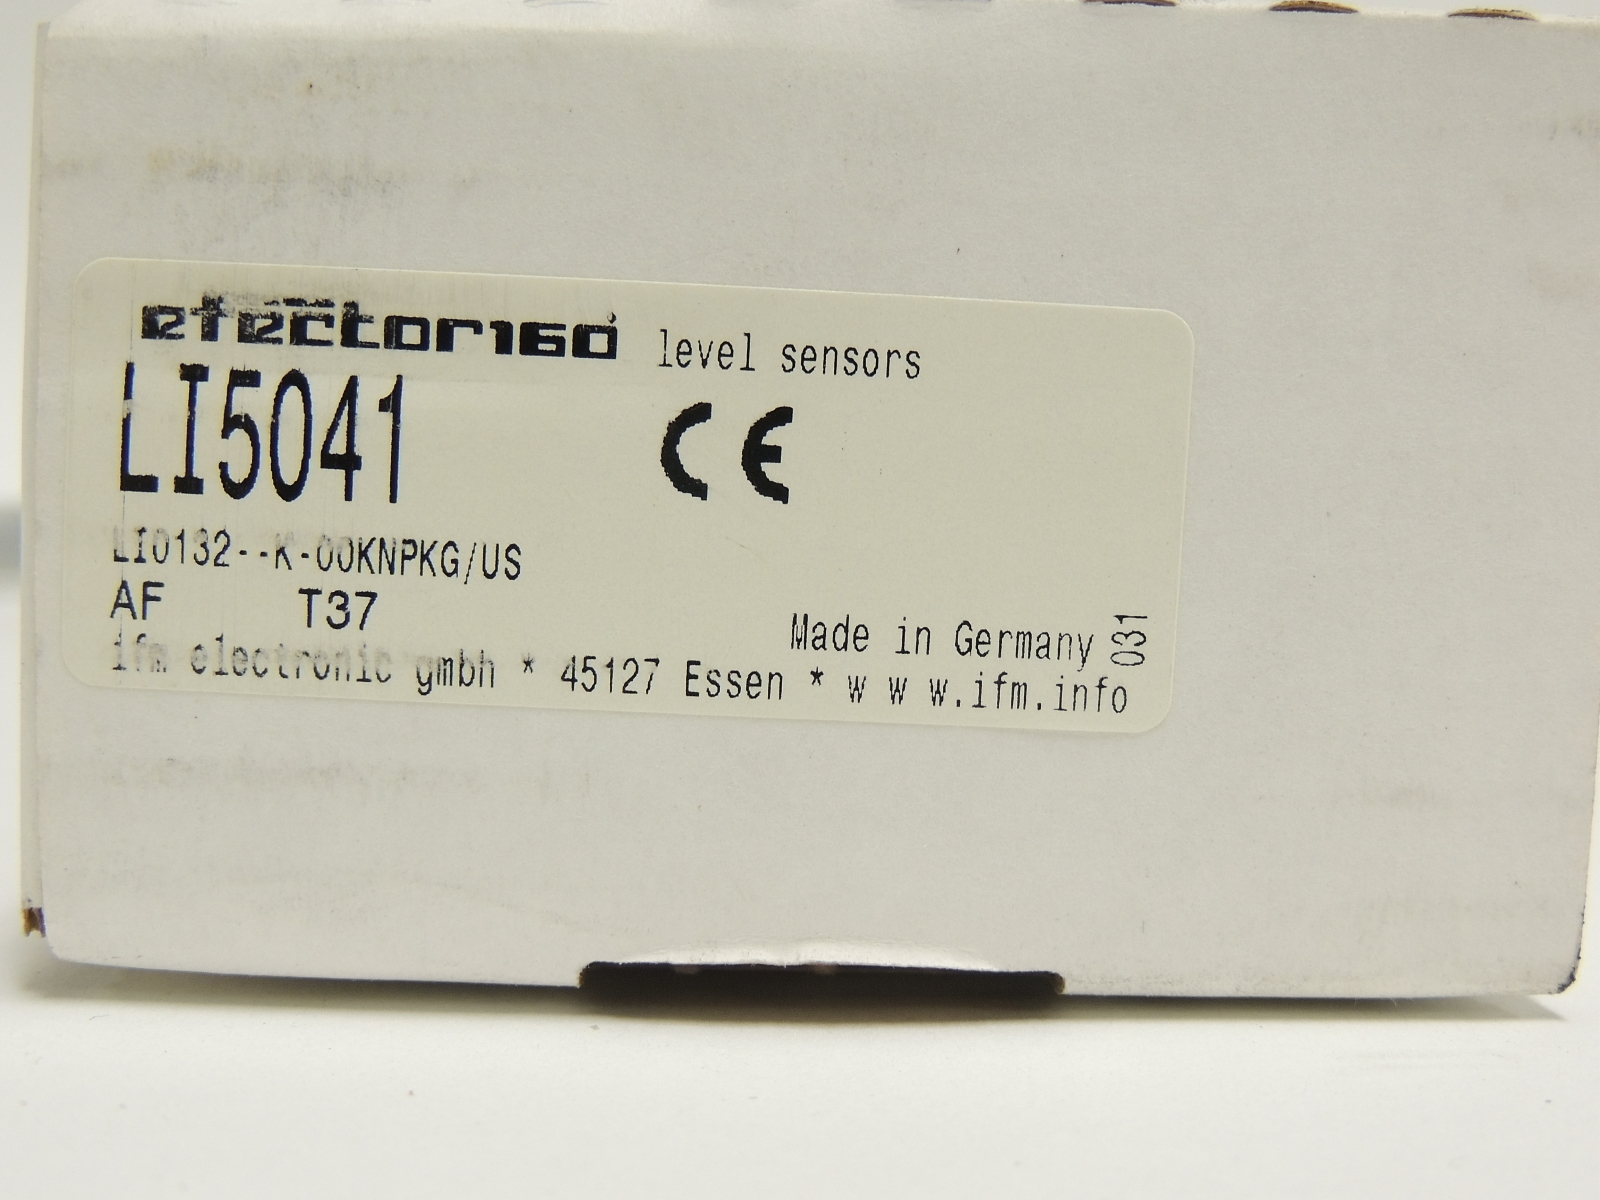 efector160 level sensors
LI5041 CE
LI0132--K-00KNPKG/US
AF T37
Made in Germany 031
ifm electronic gmbh * 45127 Essen * w w w.ifm.info